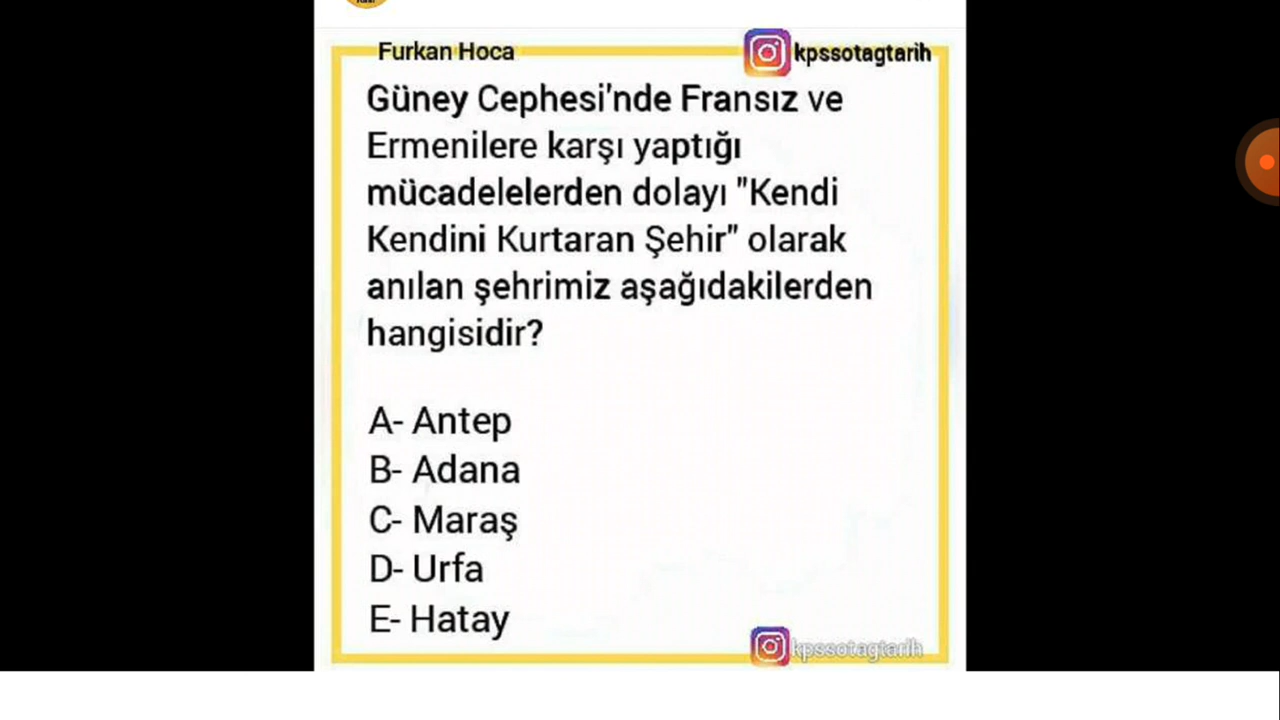 Furkan Hoca
kpssotagtarih
Güney Cephesi'nde Fransız ve
Ermenilere karşı yaptığı
mücadelelerden dolayı "Kendi
Kendini Kurtaran Şehir" olarak
anılan şehrimiz aşağıdakilerden
hangisidir?
A- Antep
B- Adana
C- Maraş
D- Urfa
E- Hatay
kpssotagtarih